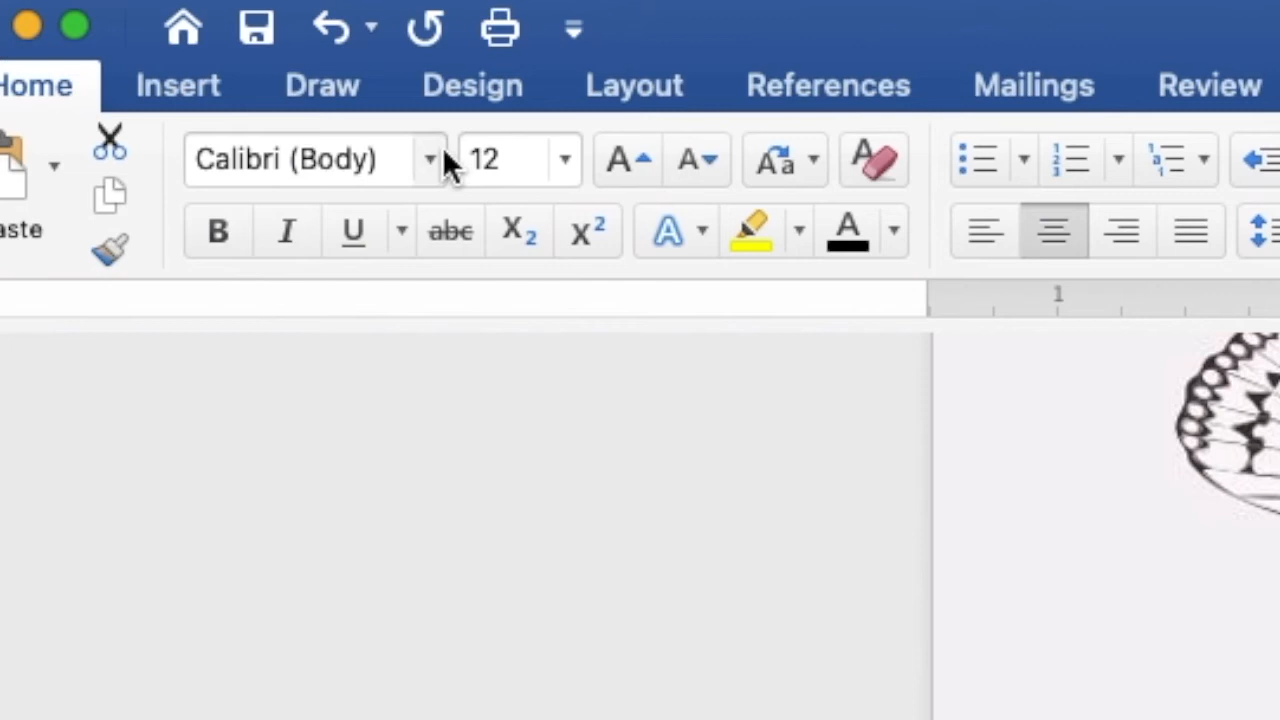 Home Insert Draw Design Layout References Mailings Review
Calibri (Body) 12
aste
B I U abc X₂ X²
1